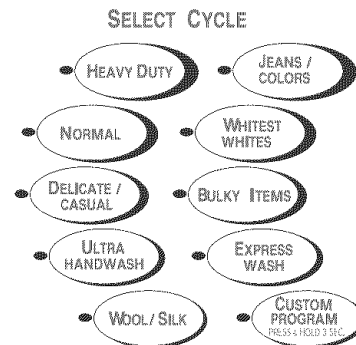 SELECT CYCLE
HEAVY DUTY
JEANS /
COLORS
NORMAL
WHITEST
WHITES
DELICATE /
CASUAL
BULKY ITEMS
ULTRA
HANDWASH
EXPRESS
WASH
WOOL / SILK
CUSTOM
PROGRAM
PRESS & HOLD 3 SEC.